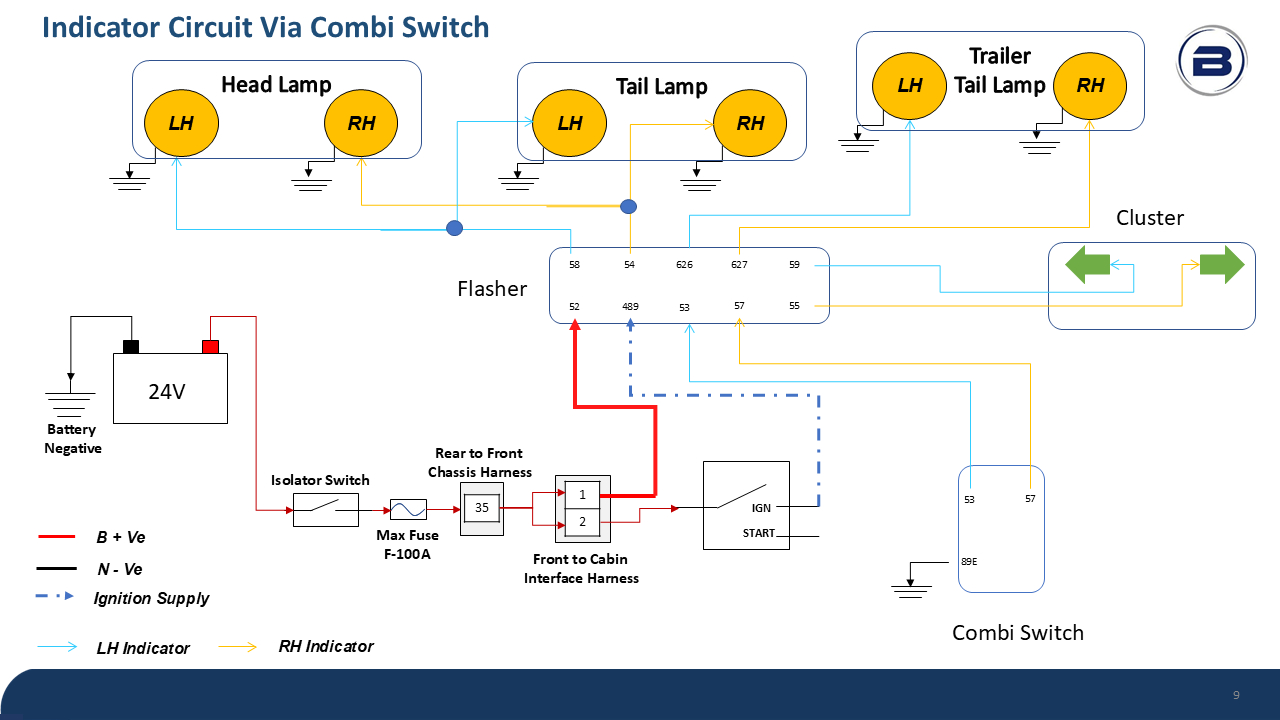 Indicator Circuit Via Combi Switch
Head Lamp
LH
RH
Tail Lamp
LH
RH
Trailer
Tail Lamp
LH
RH
B
Cluster
Flasher
58
54
626
627
59
52
489
53
57
55
24V
Battery
Negative
Isolator Switch
Max Fuse
F-100A
Rear to Front
Chassis Harness
35
1
2
Front to Cabin
Interface Harness
IGN
START
53
57
89E
Combi Switch
B + Ve
N - Ve
Ignition Supply
LH Indicator
RH Indicator
9